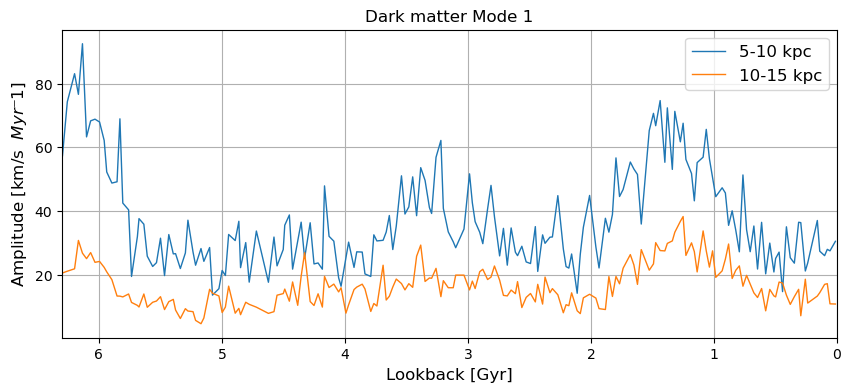 Dark matter Mode 1
5-10 kpc
10-15 kpc
Amplitude [km/s Myr⁻1]
80
60
40
20
6 5 4 3 2 1 0
Lookback [Gyr]